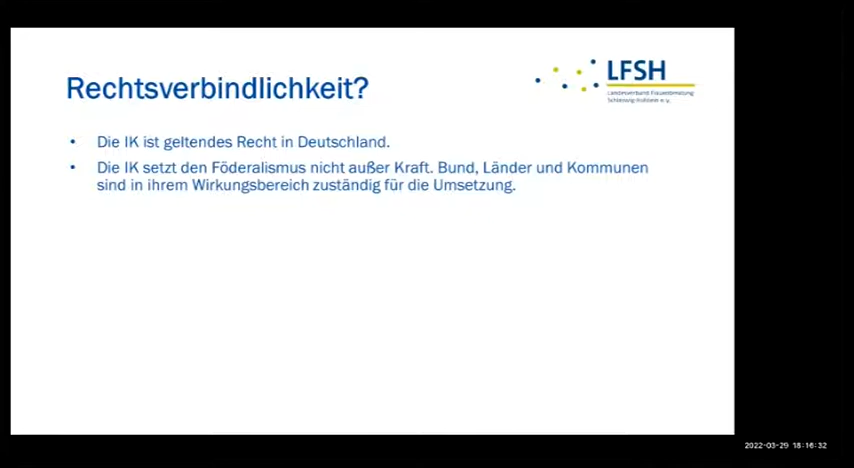 Rechtsverbindlichkeit?
LFSH
Landesverband Frauenberatung
Schleswig-Holstein e.V.
• Die IK ist geltendes Recht in Deutschland.
• Die IK setzt den Föderalismus nicht außer Kraft. Bund, Länder und Kommunen
sind in ihrem Wirkungsbereich zuständig für die Umsetzung.
2022-03-29 18:16:32